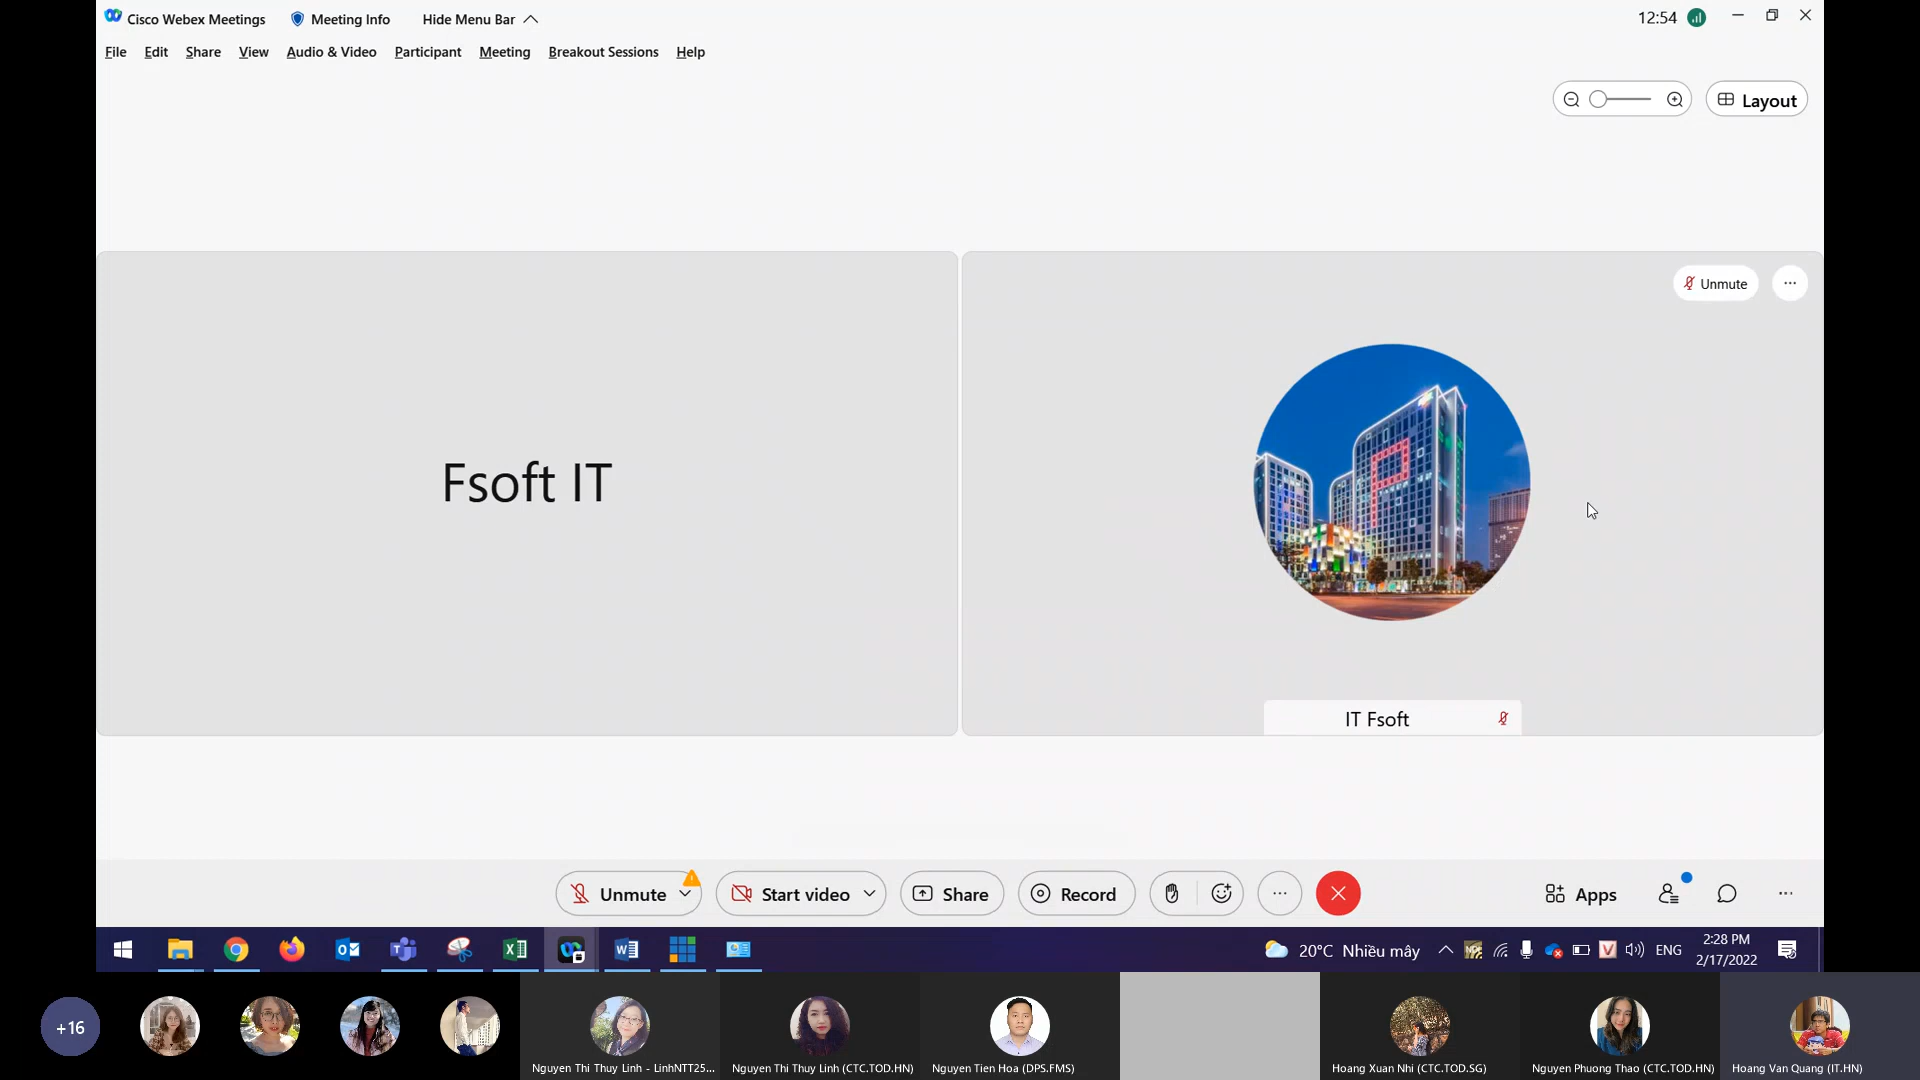 Cisco Webex Meetings Meeting Info Hide Menu Bar 12:54
File Edit Share View Audio & Video Participant Meeting Breakout Sessions Help
Layout
Unmute
Fsoft IT
IT Fsoft
Unmute Start video Share Record Apps
20°C Nhiều mây ENG 2:28 PM
2/17/2022
+16
Nguyen Thi Thuy Linh - LinhNTT25... Nguyen Thi Thuy Linh (CTC.TOD.HN) Nguyen Tien Hoa (DPS.FMS) Hoang Xuan Nhi (CTC.TOD.SG) Nguyen Phuong Thao (CTC.TOD.HN) Hoang Van Quang (IT.HN)